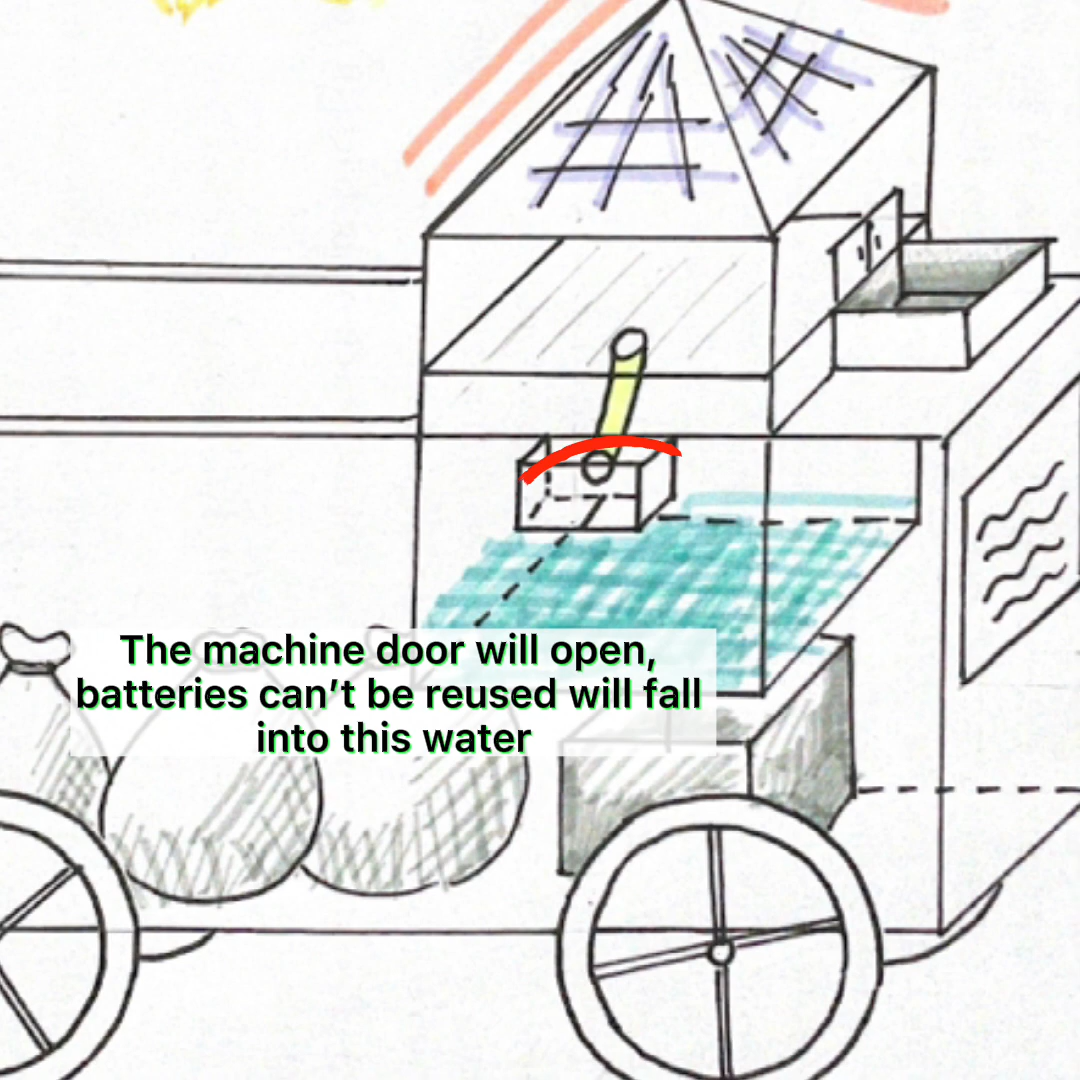 The machine door will open,
batteries can’t be reused will fall
into this water